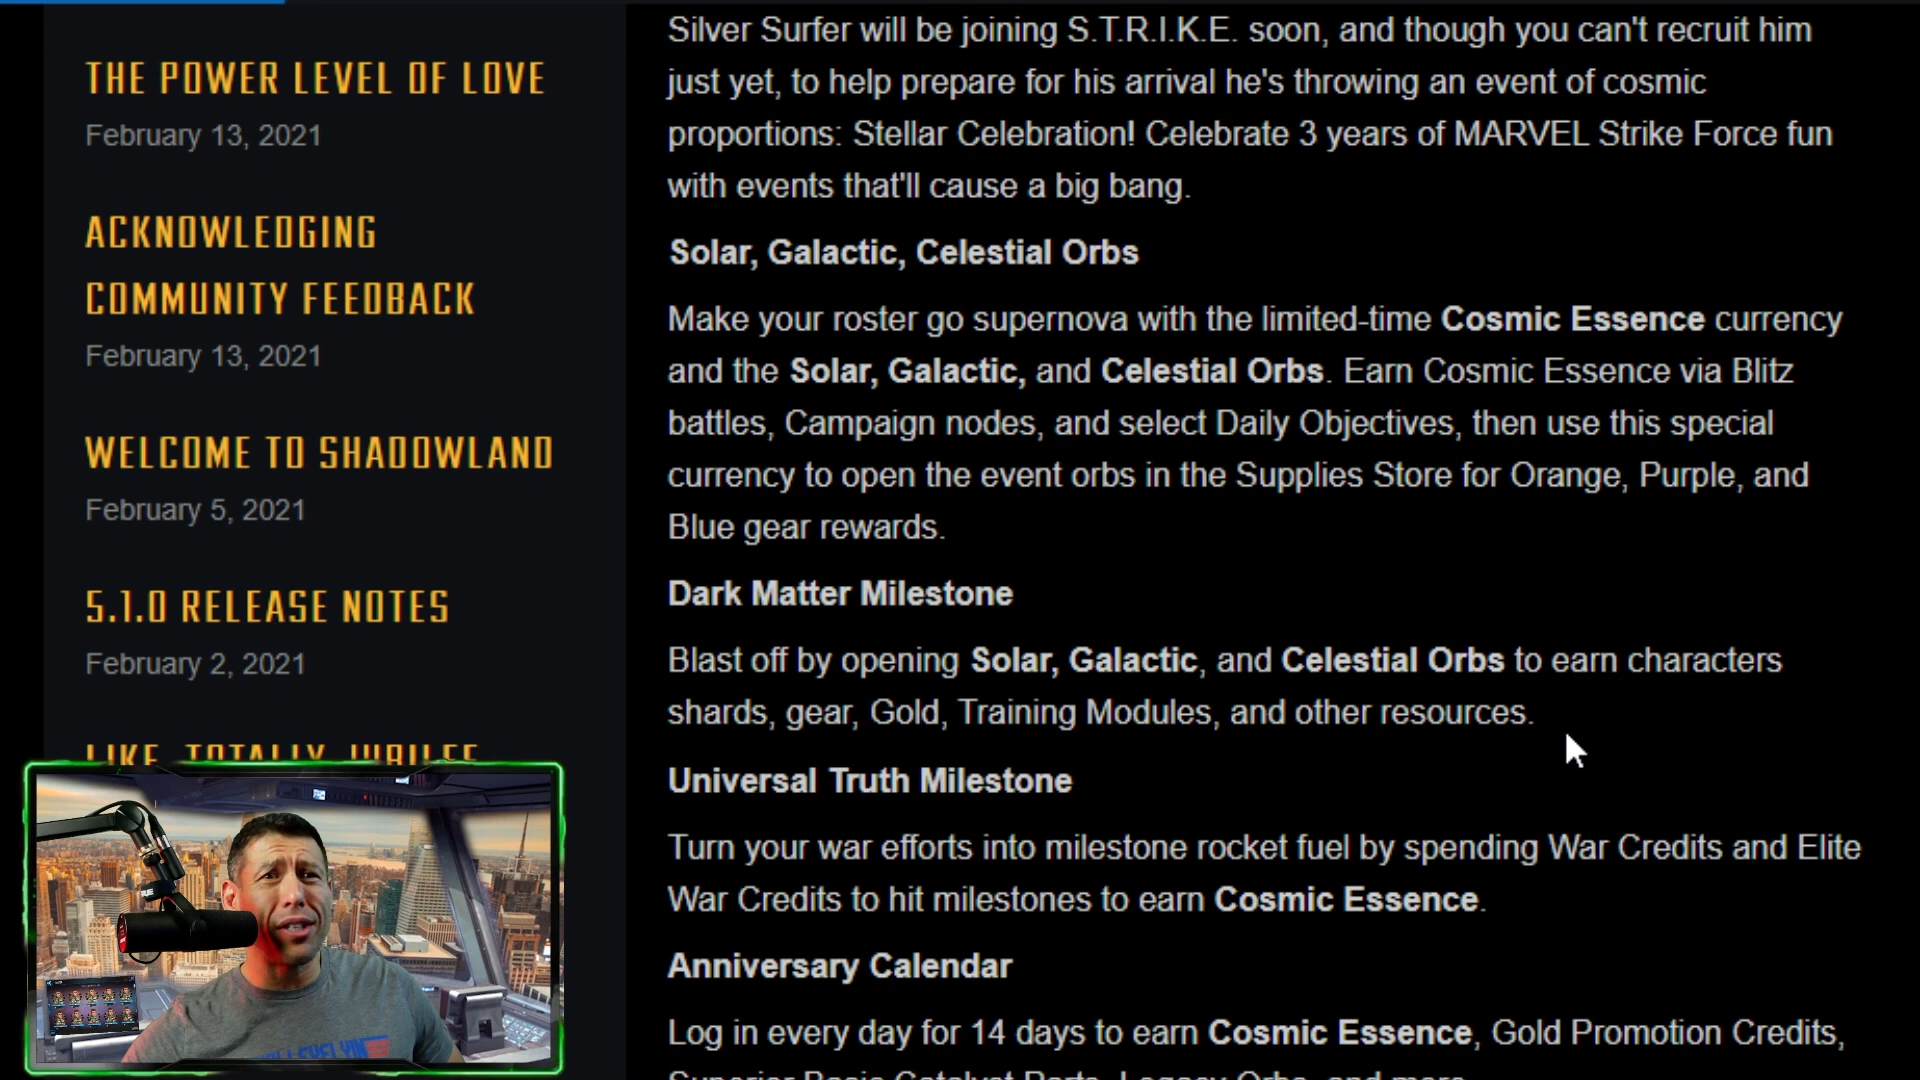 THE POWER LEVEL OF LOVE
February 13, 2021
ACKNOWLEDGING
COMMUNITY FEEDBACK
February 13, 2021
WELCOME TO SHADOWLAND
February 5, 2021
5.1.0 RELEASE NOTES
February 2, 2021
LIKE, TOTALLY JUBILEE
Silver Surfer will be joining S.T.R.I.K.E. soon, and though you can't recruit him
just yet, to help prepare for his arrival he's throwing an event of cosmic
proportions: Stellar Celebration! Celebrate 3 years of MARVEL Strike Force fun
with events that'll cause a big bang.
Solar, Galactic, Celestial Orbs
Make your roster go supernova with the limited-time Cosmic Essence currency
and the Solar, Galactic, and Celestial Orbs. Earn Cosmic Essence via Blitz
battles, Campaign nodes, and select Daily Objectives, then use this special
currency to open the event orbs in the Supplies Store for Orange, Purple, and
Blue gear rewards.
Dark Matter Milestone
Blast off by opening Solar, Galactic, and Celestial Orbs to earn characters
shards, gear, Gold, Training Modules, and other resources.
Universal Truth Milestone
Turn your war efforts into milestone rocket fuel by spending War Credits and Elite
War Credits to hit milestones to earn Cosmic Essence.
Anniversary Calendar
Log in every day for 14 days to earn Cosmic Essence, Gold Promotion Credits,
Superior Basic Catalyst Parts, Legacy Orbs, and more.